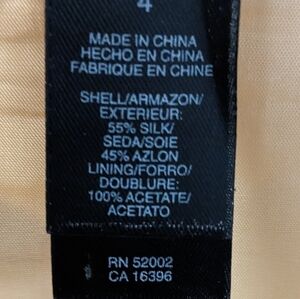 4
MADE IN CHINA
HECHO EN CHINA
FABRIQUE EN CHINE
SHELL/ARMAZON/
EXTERIEUR:
55% SILK/
SEDA/SOIE
45% AZLON
LINING/FORRO/
DOUBLURE:
100% ACETATE/
ACETATO
RN 52002
CA 16396